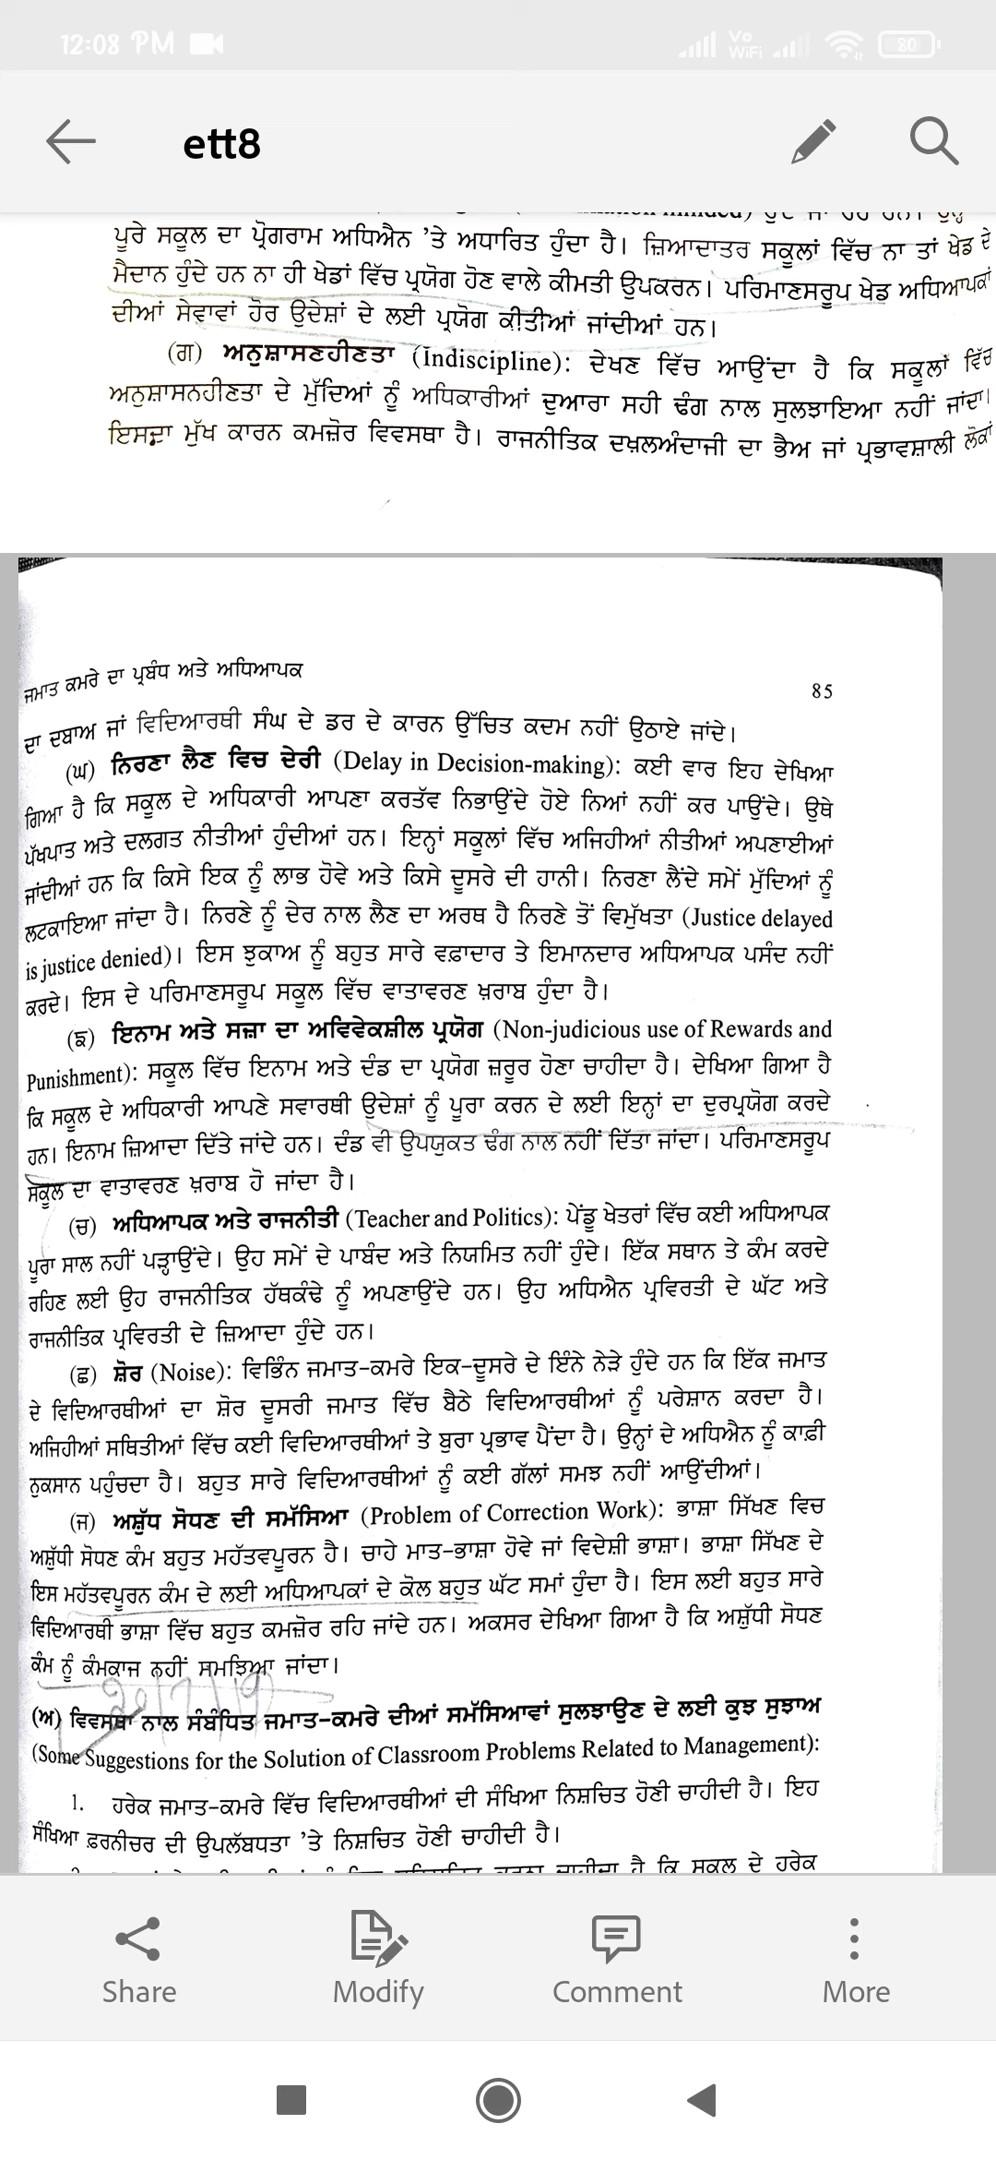 12:08 PM
Vo WiFi
80
ett8
ਪੂਰੇ ਸਕੂਲ ਦਾ ਪ੍ਰੋਗਰਾਮ ਅਧਿਐਨ 'ਤੇ ਅਧਾਰਿਤ ਹੁੰਦਾ ਹੈ। ਜ਼ਿਆਦਾਤਰ ਸਕੂਲਾਂ ਵਿੱਚ ਨਾ ਤਾਂ ਖੇਡ ਦੇ
ਮੈਦਾਨ ਹੁੰਦੇ ਹਨ ਨਾ ਹੀ ਖੇਡਾਂ ਵਿੱਚ ਪ੍ਰਯੋਗ ਹੋਣ ਵਾਲੇ ਕੀਮਤੀ ਉਪਕਰਨ। ਪਰਿਮਾਣਸਰੂਪ ਖੇਡ ਅਧਿਆਪਕਾਂ
ਦੀਆਂ ਸੇਵਾਵਾਂ ਹੋਰ ਉਦੇਸ਼ਾਂ ਦੇ ਲਈ ਪ੍ਰਯੋਗ ਕੀਤੀਆਂ ਜਾਂਦੀਆਂ ਹਨ।
(ਗ) ਅਨੁਸ਼ਾਸਣਹੀਣਤਾ (Indiscipline): ਦੇਖਣ ਵਿੱਚ ਆਉਂਦਾ ਹੈ ਕਿ ਸਕੂਲਾਂ ਵਿੱਚ
ਅਨੁਸ਼ਾਸਨਹੀਣਤਾ ਦੇ ਮੁੱਦਿਆਂ ਨੂੰ ਅਧਿਕਾਰੀਆਂ ਦੁਆਰਾ ਸਹੀ ਢੰਗ ਨਾਲ ਸੁਲਝਾਇਆ ਨਹੀਂ ਜਾਂਦਾ।
ਇਸਦਾ ਮੁੱਖ ਕਾਰਨ ਕਮਜ਼ੋਰ ਵਿਵਸਥਾ ਹੈ। ਰਾਜਨੀਤਿਕ ਦਖ਼ਲਅੰਦਾਜੀ ਦਾ ਭੈਅ ਜਾਂ ਪ੍ਰਭਾਵਸ਼ਾਲੀ ਲੋਕਾਂ
ਜਮਾਤ ਕਮਰੇ ਦਾ ਪ੍ਰਬੰਧ ਅਤੇ ਅਧਿਆਪਕ
85
ਦਾ ਦਬਾਅ ਜਾਂ ਵਿਦਿਆਰਥੀ ਸੰਘ ਦੇ ਡਰ ਦੇ ਕਾਰਨ ਉੱਚਿਤ ਕਦਮ ਨਹੀਂ ਉਠਾਏ ਜਾਂਦੇ।
(ਘ) ਨਿਰਣਾ ਲੈਣ ਵਿਚ ਦੇਰੀ (Delay in Decision-making): ਕਈ ਵਾਰ ਇਹ ਦੇਖਿਆ
ਗਿਆ ਹੈ ਕਿ ਸਕੂਲ ਦੇ ਅਧਿਕਾਰੀ ਆਪਣਾ ਕਰਤੱਵ ਨਿਭਾਉਂਦੇ ਹੋਏ ਨਿਆਂ ਨਹੀਂ ਕਰ ਪਾਉਂਦੇ। ਉਥੇ
ਪੱਖਪਾਤ ਅਤੇ ਦਲਗਤ ਨੀਤੀਆਂ ਹੁੰਦੀਆਂ ਹਨ। ਇਨ੍ਹਾਂ ਸਕੂਲਾਂ ਵਿੱਚ ਅਜਿਹੀਆਂ ਨੀਤੀਆਂ ਅਪਣਾਈਆਂ
ਜਾਂਦੀਆਂ ਹਨ ਕਿ ਕਿਸੇ ਇਕ ਨੂੰ ਲਾਭ ਹੋਵੇ ਅਤੇ ਕਿਸੇ ਦੂਸਰੇ ਦੀ ਹਾਨੀ। ਨਿਰਣਾ ਲੈਂਦੇ ਸਮੇਂ ਮੁੱਦਿਆਂ ਨੂੰ
ਲਟਕਾਇਆ ਜਾਂਦਾ ਹੈ। ਨਿਰਣੇ ਨੂੰ ਦੇਰ ਨਾਲ ਲੈਣ ਦਾ ਅਰਥ ਹੈ ਨਿਰਣੇ ਤੋਂ ਵਿਮੁੱਖਤਾ (Justice delayed
is justice denied)। ਇਸ ਝੁਕਾਅ ਨੂੰ ਬਹੁਤ ਸਾਰੇ ਵਫ਼ਾਦਾਰ ਤੇ ਇਮਾਨਦਾਰ ਅਧਿਆਪਕ ਪਸੰਦ ਨਹੀਂ
ਕਰਦੇ। ਇਸ ਦੇ ਪਰਿਮਾਣਸਰੂਪ ਸਕੂਲ ਵਿੱਚ ਵਾਤਾਵਰਣ ਖ਼ਰਾਬ ਹੁੰਦਾ ਹੈ।
(ਙ) ਇਨਾਮ ਅਤੇ ਸਜ਼ਾ ਦਾ ਅਵਿਵੇਕਸ਼ੀਲ ਪ੍ਰਯੋਗ (Non-judicious use of Rewards and
Punishment): ਸਕੂਲ ਵਿੱਚ ਇਨਾਮ ਅਤੇ ਦੰਡ ਦਾ ਪ੍ਰਯੋਗ ਜ਼ਰੂਰ ਹੋਣਾ ਚਾਹੀਦਾ ਹੈ। ਦੇਖਿਆ ਗਿਆ ਹੈ
ਕਿ ਸਕੂਲ ਦੇ ਅਧਿਕਾਰੀ ਆਪਣੇ ਸਵਾਰਥੀ ਉਦੇਸ਼ਾਂ ਨੂੰ ਪੂਰਾ ਕਰਨ ਦੇ ਲਈ ਇਨ੍ਹਾਂ ਦਾ ਦੁਰਪ੍ਰਯੋਗ ਕਰਦੇ
ਹਨ। ਇਨਾਮ ਜ਼ਿਆਦਾ ਦਿੱਤੇ ਜਾਂਦੇ ਹਨ। ਦੰਡ ਵੀ ਉਪਯੁਕਤ ਢੰਗ ਨਾਲ ਨਹੀਂ ਦਿੱਤਾ ਜਾਂਦਾ। ਪਰਿਮਾਣਸਰੂਪ
ਸਕੂਲ ਦਾ ਵਾਤਾਵਰਣ ਖ਼ਰਾਬ ਹੋ ਜਾਂਦਾ ਹੈ।
(ਚ) ਅਧਿਆਪਕ ਅਤੇ ਰਾਜਨੀਤੀ (Teacher and Politics): ਪੇਂਡੂ ਖੇਤਰਾਂ ਵਿੱਚ ਕਈ ਅਧਿਆਪਕ
ਪੂਰਾ ਸਾਲ ਨਹੀਂ ਪੜ੍ਹਾਉਂਦੇ। ਉਹ ਸਮੇਂ ਦੇ ਪਾਬੰਦ ਅਤੇ ਨਿਯਮਿਤ ਨਹੀਂ ਹੁੰਦੇ। ਇੱਕ ਸਥਾਨ ਤੇ ਕੰਮ ਕਰਦੇ
ਰਹਿਣ ਲਈ ਉਹ ਰਾਜਨੀਤਿਕ ਹੱਥਕੰਢੇ ਨੂੰ ਅਪਣਾਉਂਦੇ ਹਨ। ਉਹ ਅਧਿਐਨ ਪ੍ਰਵਿਰਤੀ ਦੇ ਘੱਟ ਅਤੇ
ਰਾਜਨੀਤਿਕ ਪ੍ਰਵਿਰਤੀ ਦੇ ਜ਼ਿਆਦਾ ਹੁੰਦੇ ਹਨ।
(ਛ) ਸ਼ੋਰ (Noise): ਵਿਭਿੰਨ ਜਮਾਤ-ਕਮਰੇ ਇਕ-ਦੂਸਰੇ ਦੇ ਇੰਨੇ ਨੇੜੇ ਹੁੰਦੇ ਹਨ ਕਿ ਇੱਕ ਜਮਾਤ
ਦੇ ਵਿਦਿਆਰਥੀਆਂ ਦਾ ਸ਼ੋਰ ਦੂਸਰੀ ਜਮਾਤ ਵਿੱਚ ਬੈਠੇ ਵਿਦਿਆਰਥੀਆਂ ਨੂੰ ਪਰੇਸ਼ਾਨ ਕਰਦਾ ਹੈ।
ਅਜਿਹੀਆਂ ਸਥਿਤੀਆਂ ਵਿੱਚ ਕਈ ਵਿਦਿਆਰਥੀਆਂ ਤੇ ਬੁਰਾ ਪ੍ਰਭਾਵ ਪੈਂਦਾ ਹੈ। ਉਨ੍ਹਾਂ ਦੇ ਅਧਿਐਨ ਨੂੰ ਕਾਫ਼ੀ
ਨੁਕਸਾਨ ਪਹੁੰਚਦਾ ਹੈ। ਬਹੁਤ ਸਾਰੇ ਵਿਦਿਆਰਥੀਆਂ ਨੂੰ ਕਈ ਗੱਲਾਂ ਸਮਝ ਨਹੀਂ ਆਉਂਦੀਆਂ।
(ਜ) ਅਸ਼ੁੱਧ ਸੋਧਣ ਦੀ ਸਮੱਸਿਆ (Problem of Correction Work): ਭਾਸ਼ਾ ਸਿੱਖਣ ਵਿਚ
ਅਸ਼ੁੱਧੀ ਸੋਧਣ ਕੰਮ ਬਹੁਤ ਮਹੱਤਵਪੂਰਨ ਹੈ। ਚਾਹੇ ਮਾਤ-ਭਾਸ਼ਾ ਹੋਵੇ ਜਾਂ ਵਿਦੇਸ਼ੀ ਭਾਸ਼ਾ। ਭਾਸ਼ਾ ਸਿੱਖਣ ਦੇ
ਇਸ ਮਹੱਤਵਪੂਰਨ ਕੰਮ ਦੇ ਲਈ ਅਧਿਆਪਕਾਂ ਦੇ ਕੋਲ ਬਹੁਤ ਘੱਟ ਸਮਾਂ ਹੁੰਦਾ ਹੈ। ਇਸ ਲਈ ਬਹੁਤ ਸਾਰੇ
ਵਿਦਿਆਰਥੀ ਭਾਸ਼ਾ ਵਿੱਚ ਬਹੁਤ ਕਮਜ਼ੋਰ ਰਹਿ ਜਾਂਦੇ ਹਨ। ਅਕਸਰ ਦੇਖਿਆ ਗਿਆ ਹੈ ਕਿ ਅਸ਼ੁੱਧੀ ਸੋਧਣ
ਕੰਮ ਨੂੰ ਕੰਮਕਾਜ ਨਹੀਂ ਸਮਝਿਆ ਜਾਂਦਾ।
(ਅ) ਵਿਵਸਥਾ ਨਾਲ ਸੰਬੰਧਿਤ ਜਮਾਤ-ਕਮਰੇ ਦੀਆਂ ਸਮੱਸਿਆਵਾਂ ਸੁਲਝਾਉਣ ਦੇ ਲਈ ਕੁਝ ਸੁਝਾਅ
(Some Suggestions for the Solution of Classroom Problems Related to Management):
1. ਹਰੇਕ ਜਮਾਤ-ਕਮਰੇ ਵਿੱਚ ਵਿਦਿਆਰਥੀਆਂ ਦੀ ਸੰਖਿਆ ਨਿਸ਼ਚਿਤ ਹੋਣੀ ਚਾਹੀਦੀ ਹੈ। ਇਹ
ਸੰਖਿਆ ਫ਼ਰਨੀਚਰ ਦੀ ਉਪਲੱਬਧਤਾ 'ਤੇ ਨਿਸ਼ਚਿਤ ਹੋਣੀ ਚਾਹੀਦੀ ਹੈ।
ਚਾਹੀਦਾ ਹੈ ਕਿ ਸਕੂਲ ਦੇ ਹਰੇਕ
Share
Modify
Comment
More